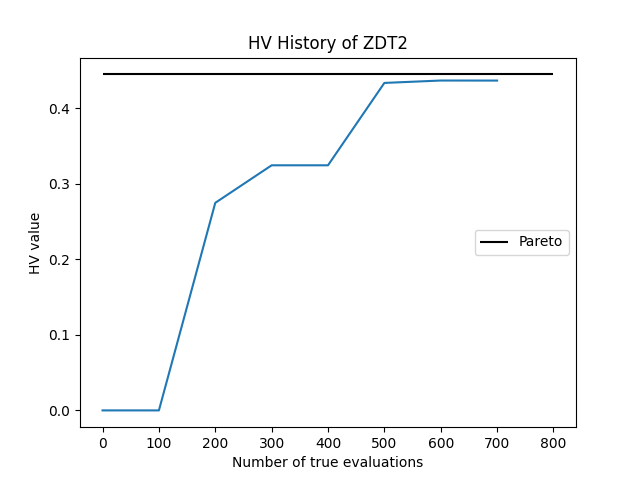 HV History of ZDT2
HV value
0.4
0.3
0.2
0.1
0.0
Pareto
0 100 200 300 400 500 600 700 800
Number of true evaluations